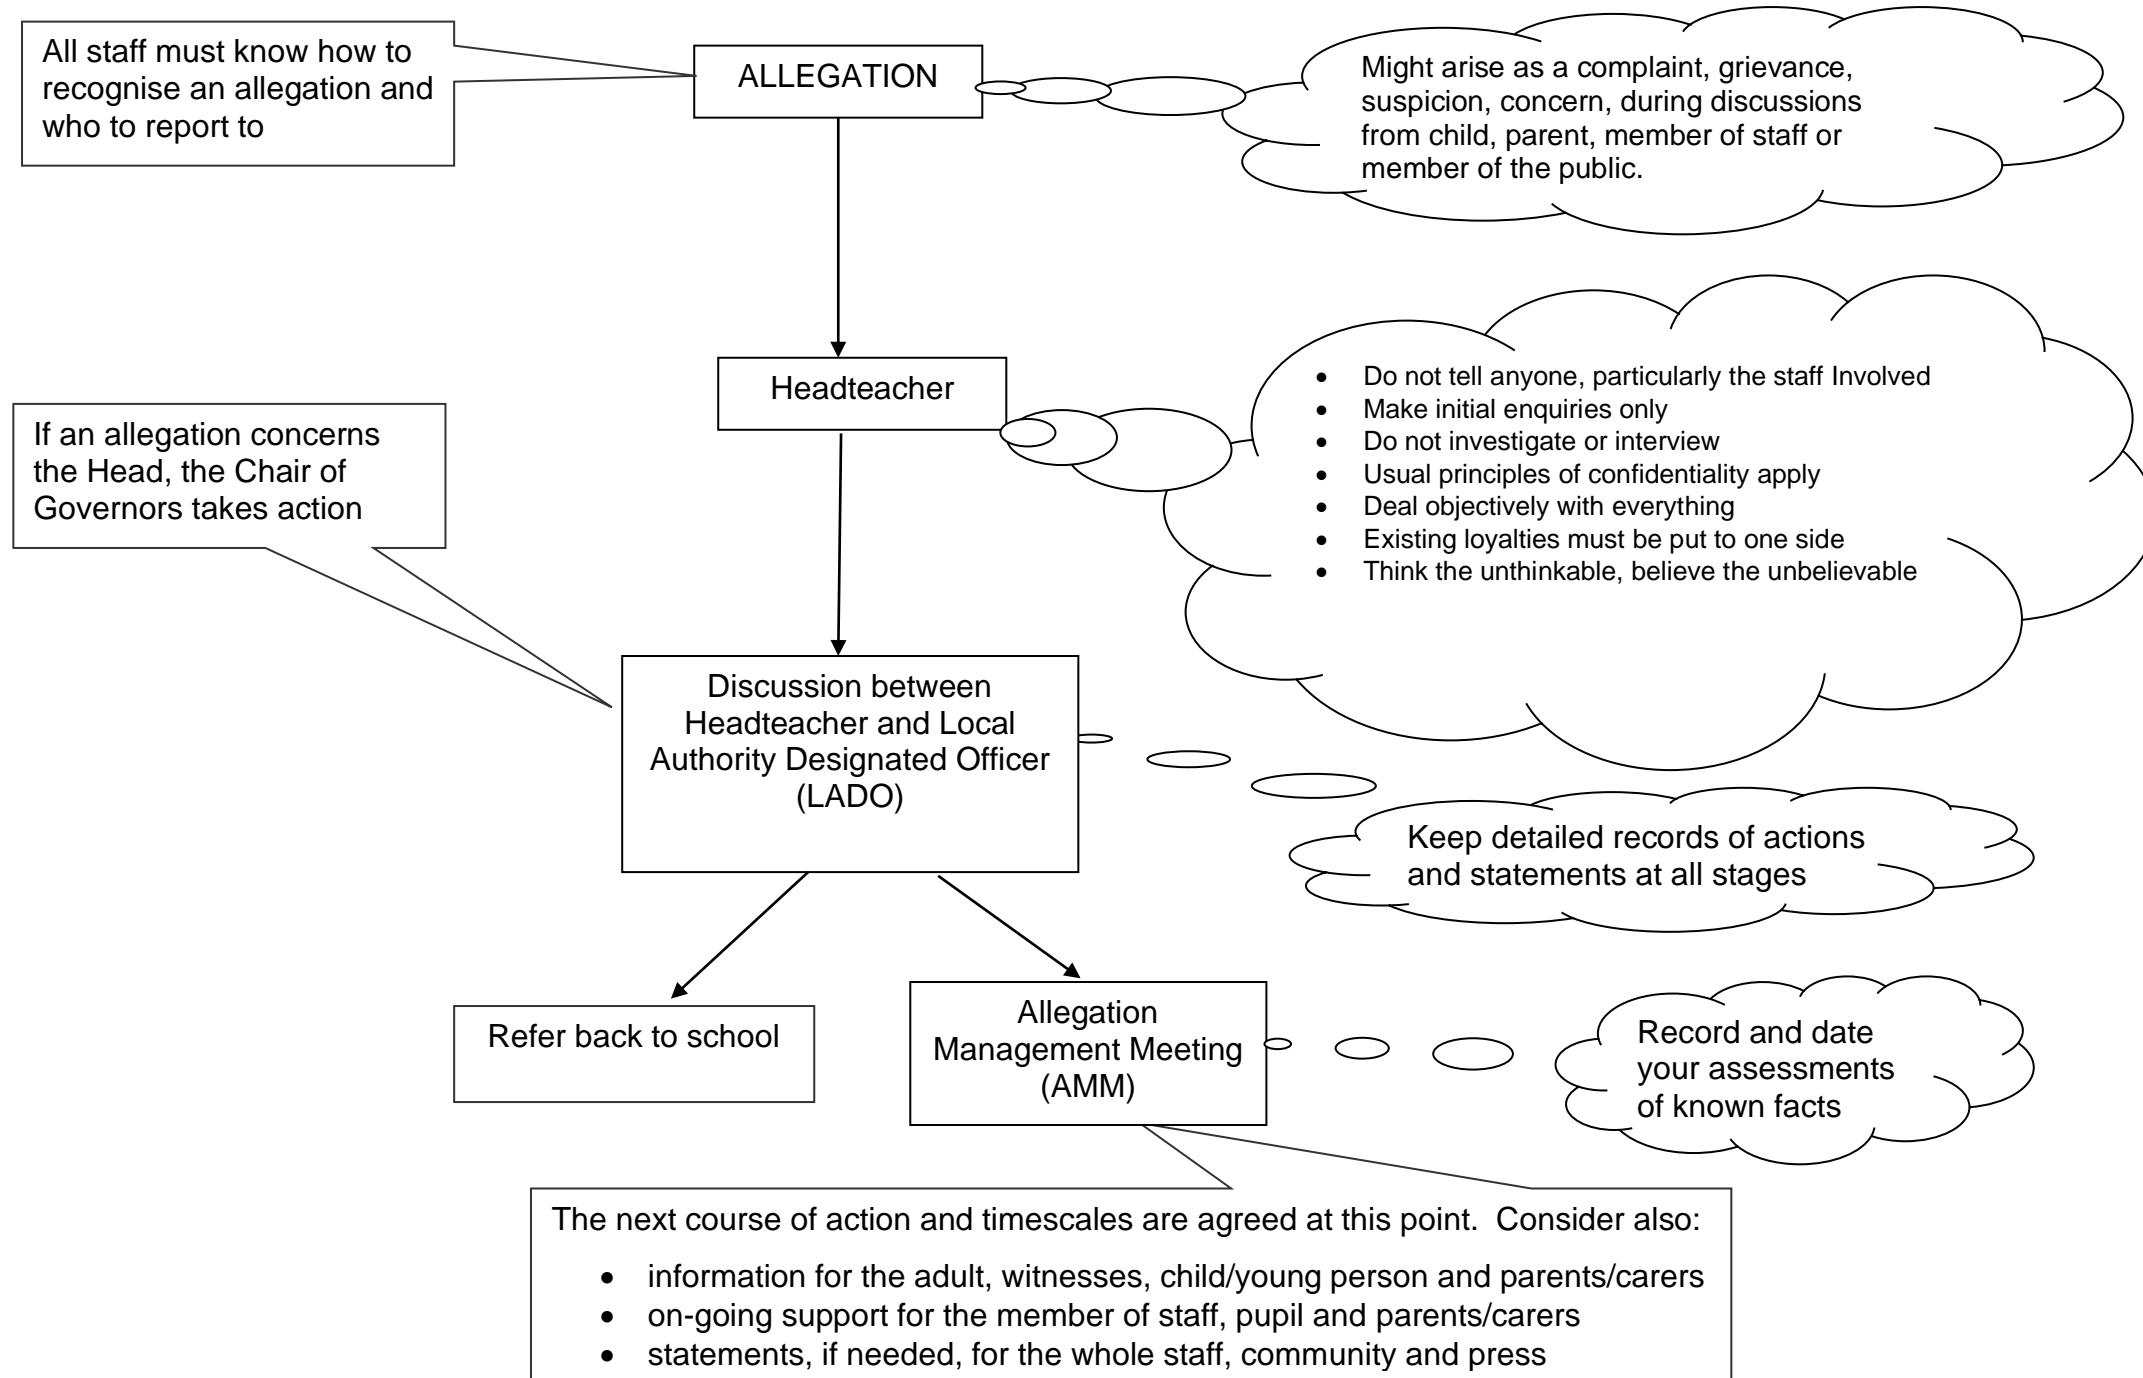 All staff must know how to
recognise an allegation and
who to report to
ALLEGATION
Might arise as a complaint, grievance,
suspicion, concern, during discussions
from child, parent, member of staff or
member of the public.
Headteacher
• Do not tell anyone, particularly the staff Involved
• Make initial enquiries only
• Do not investigate or interview
• Usual principles of confidentiality apply
• Deal objectively with everything
• Existing loyalties must be put to one side
• Think the unthinkable, believe the unbelievable
If an allegation concerns
the Head, the Chair of
Governors takes action
Discussion between
Headteacher and Local
Authority Designated Officer
(LADO)
Keep detailed records of actions
and statements at all stages
Refer back to school
Allegation
Management Meeting
(AMM)
Record and date
your assessments
of known facts
The next course of action and timescales are agreed at this point.  Consider also:
• information for the adult, witnesses, child/young person and parents/carers
• on-going support for the member of staff, pupil and parents/carers
• statements, if needed, for the whole staff, community and press